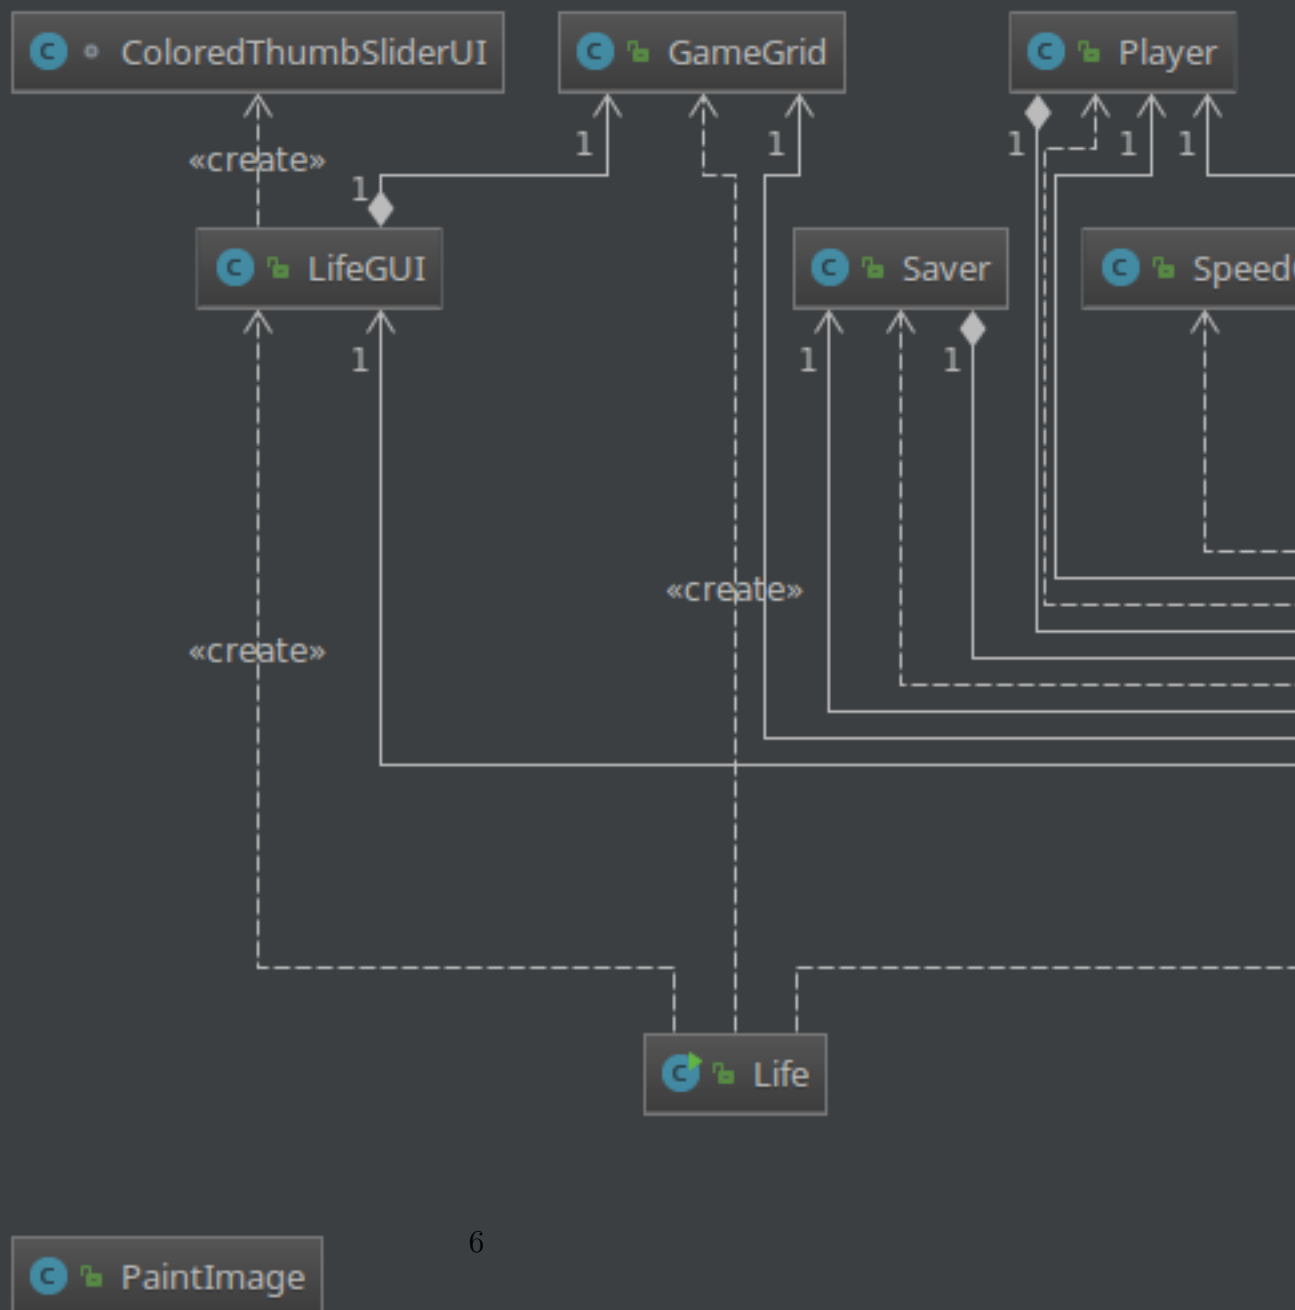 C ColoredThumbSliderUI
C GameGrid
C Player
1
1
1
1
1
«create»
1
C LifeGUI
C Saver
C Speed
1
1
1
«create»
«create»
C Life
6
C PaintImage